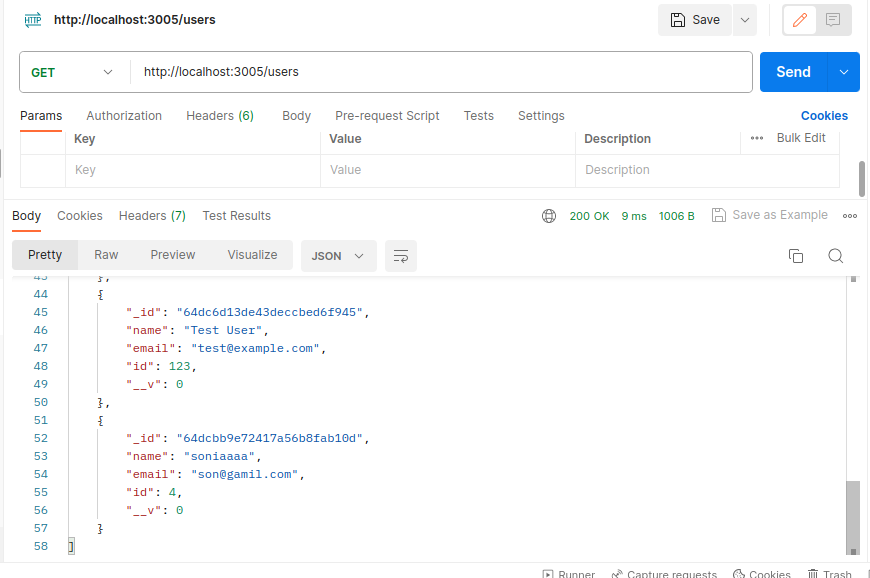 HTTP http://localhost:3005/users Save
GET http://localhost:3005/users Send
Params Authorization Headers (6) Body Pre-request Script Tests Settings Cookies
Key Value Description Bulk Edit
Key Value Description
Body Cookies Headers (7) Test Results 200 OK 9 ms 1006 B Save as Example
Pretty Raw Preview Visualize JSON
43 },
44 {
45 "_id": "64dc6d13de43deccbed6f945",
46 "name": "Test User",
47 "email": "test@example.com",
48 "id": 123,
49 "__v": 0
50 },
51 {
52 "_id": "64dcbb9e72417a56b8fab10d",
53 "name": "soniaaaa",
54 "email": "son@gamil.com",
55 "id": 4,
56 "__v": 0
57 }
58 ]
Runner Capture requests Cookies Trash